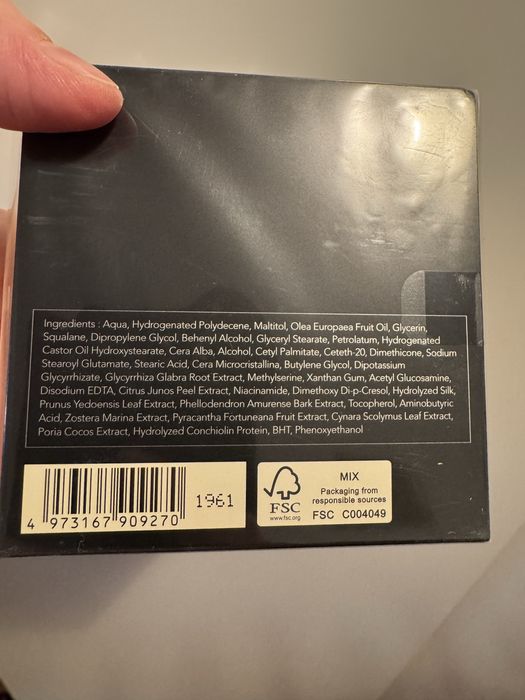 Ingredients : Aqua, Hydrogenated Polydecene, Maltitol, Olea Europaea Fruit Oil, Glycerin,
Squalane, Dipropylene Glycol, Behenyl Alcohol, Glyceryl Stearate, Petrolatum, Hydrogenated
Castor Oil Hydroxystearate, Cera Alba, Alcohol, Cetyl Palmitate, Ceteth-20, Dimethicone, Sodium
Stearoyl Glutamate, Stearic Acid, Cera Microcristallina, Butylene Glycol, Dipotassium
Glycyrrhizate, Glycyrrhiza Glabra Root Extract, Methylserine, Xanthan Gum, Acetyl Glucosamine,
Disodium EDTA, Citrus Junos Peel Extract, Niacinamide, Dimethoxy Di-p-Cresol, Hydrolyzed Silk,
Prunus Yedoensis Leaf Extract, Phellodendron Amurense Bark Extract, Tocopherol, Aminobutyric
Acid, Zostera Marina Extract, Pyracantha Fortuneana Fruit Extract, Cynara Scolymus Leaf Extract,
Poria Cocos Extract, Hydrolyzed Conchiolin Protein, BHT, Phenoxyethanol
4 973167 909270
1961
FSC
www.fsc.org
MIX
Packaging from
responsible sources
FSC C004049